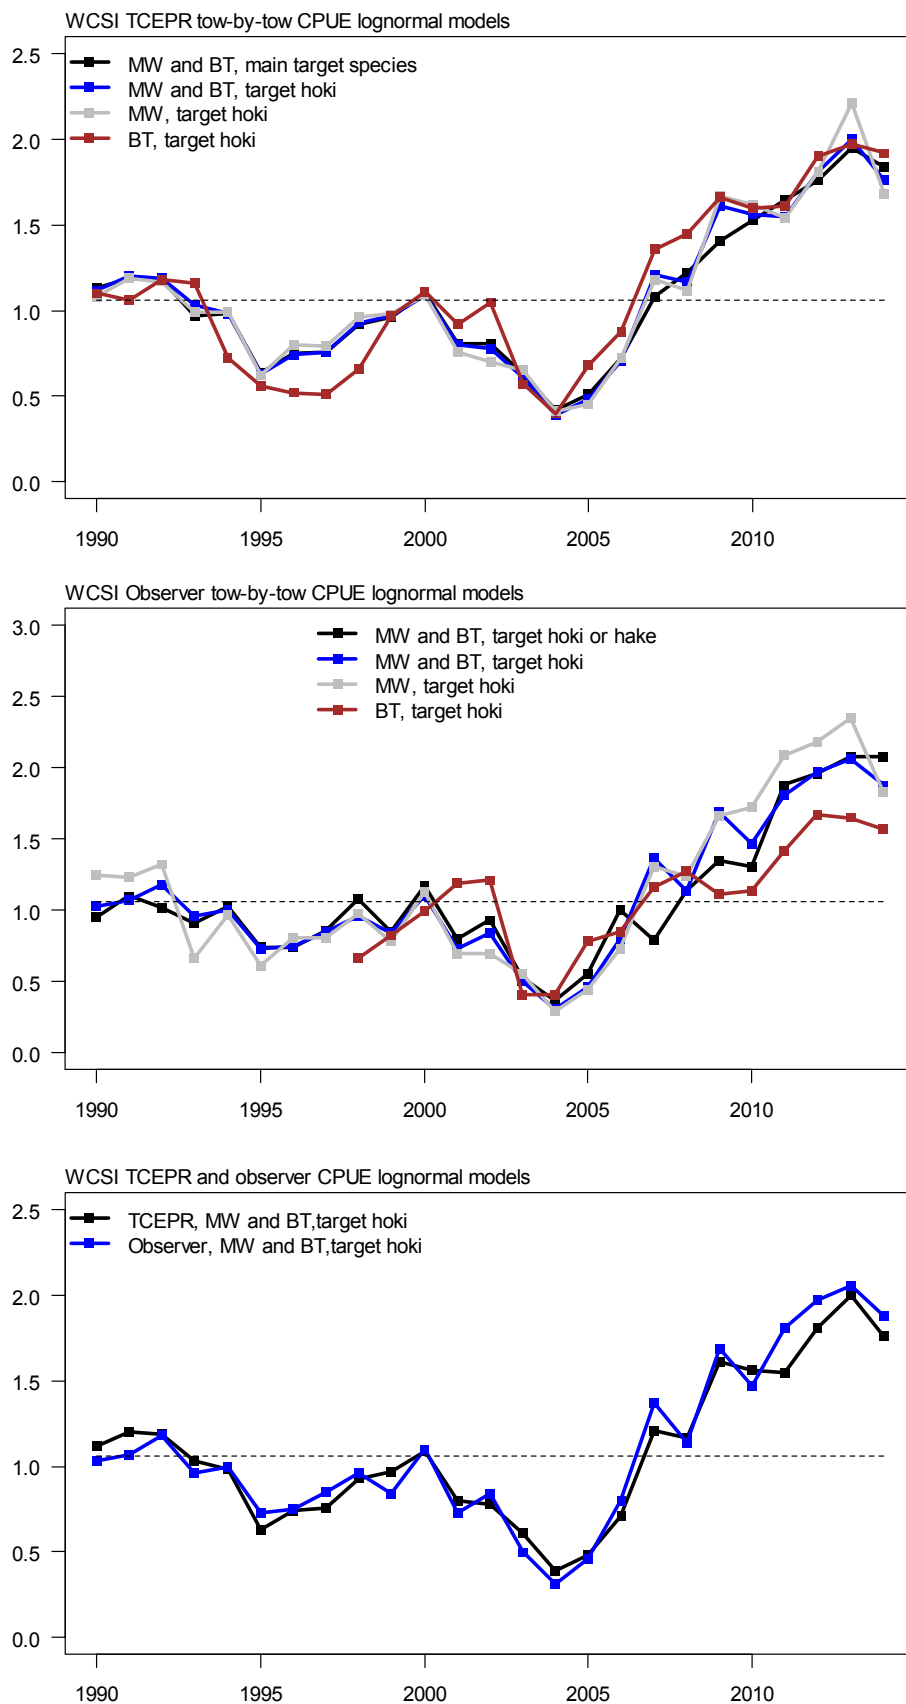 WCSI TCEPR tow-by-tow CPUE lognormal models
2.5
MW and BT, main target species
MW and BT, target hoki
MW, target hoki
BT, target hoki
2.0
1.5
1.0
0.5
0.0
1990 1995 2000 2005 2010
WCSI Observer tow-by-tow CPUE lognormal models
3.0
MW and BT, target hoki or hake
MW and BT, target hoki
MW, target hoki
BT, target hoki
2.5
2.0
1.5
1.0
0.5
0.0
1990 1995 2000 2005 2010
WCSI TCEPR and observer CPUE lognormal models
2.5
TCEPR, MW and BT,target hoki
Observer, MW and BT,target hoki
2.0
1.5
1.0
0.5
0.0
1990 1995 2000 2005 2010